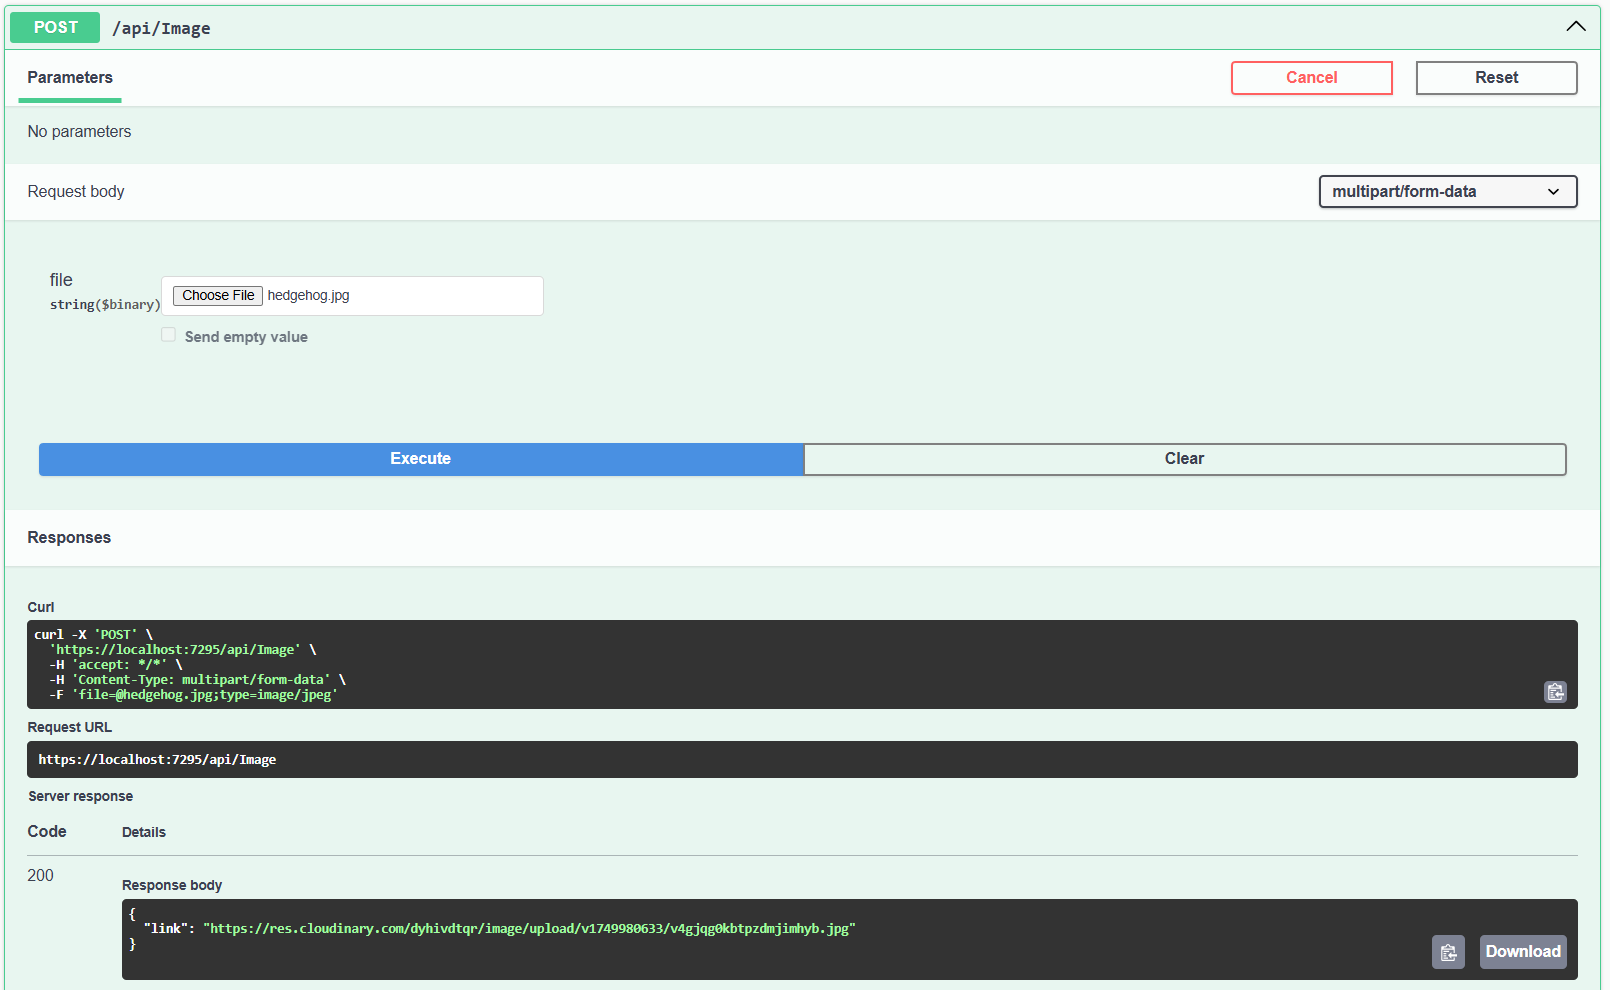 POST /api/Image
Parameters
Cancel
Reset
No parameters
Request body
multipart/form-data
file
string($binary)
Choose File hedgehog.jpg
Send empty value
Execute
Clear
Responses
Curl
curl -X 'POST' \
'https://localhost:7295/api/Image' \
-H 'accept: */*' \
-H 'Content-Type: multipart/form-data' \
-F 'file=@hedgehog.jpg;type=image/jpeg'
Request URL
https://localhost:7295/api/Image
Server response
Code Details
200
Response body
{
"link": "https://res.cloudinary.com/dyhivdtqr/image/upload/v1749980633/v4gjqg0kbtpzdmjimhyb.jpg"
}
Download